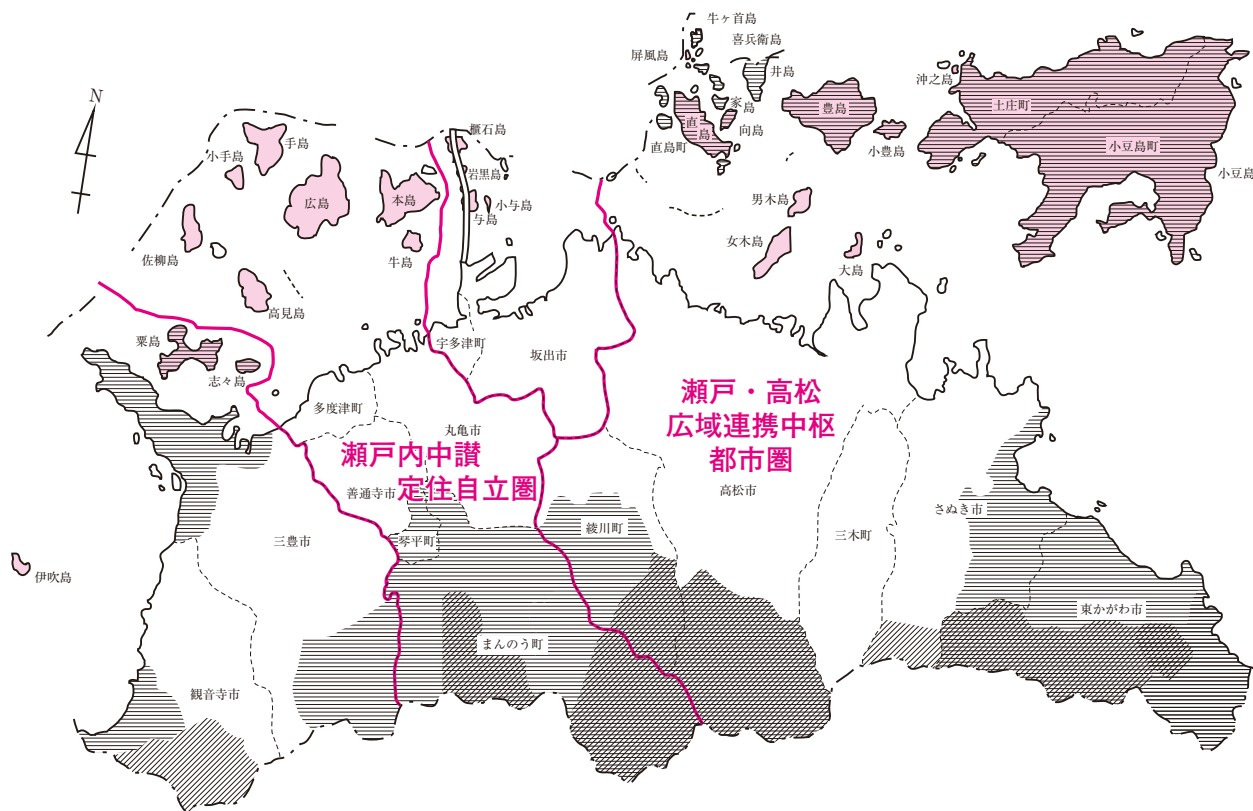 N
牛ヶ首島
喜兵衛島
屏風島
井島
沖之島
家島
豊島
土庄町
直島
向島
直島町
小豊島
小豆島町
小豆島
櫃石島
手島
小手島
岩黒島
広島
本島
小与島
与島
男木島
佐柳島
牛島
女木島
大島
高見島
粟島
宇多津町
坂出市
志々島
多度津町
丸亀市
瀬戸内中讃
定住自立圏
瀬戸・高松
広域連携中枢
都市圏
善通寺市
高松市
さぬき市
綾川町
三木町
三豊市
琴平町
伊吹島
東かがわ市
まんのう町
観音寺市